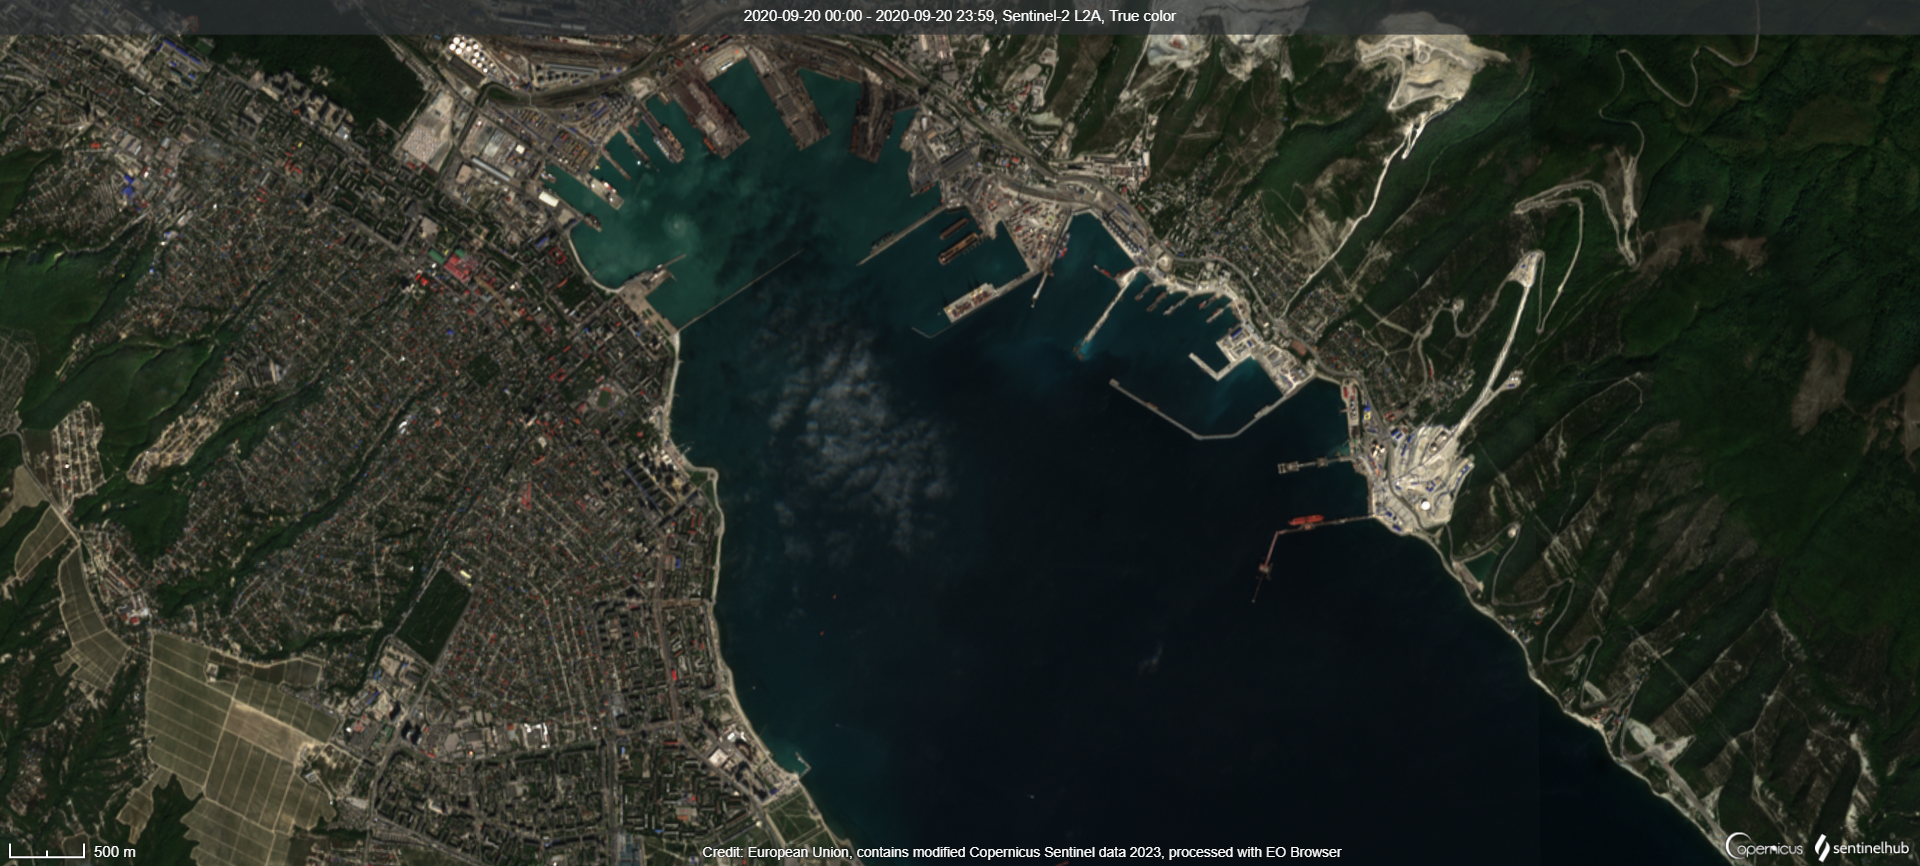 2020-09-20 00:00 - 2020-09-20 23:59, Sentinel-2 L2A, True color
500 m
Credit: European Union, contains modified Copernicus Sentinel data 2023, processed with EO Browser
opernicus
sentinelhub